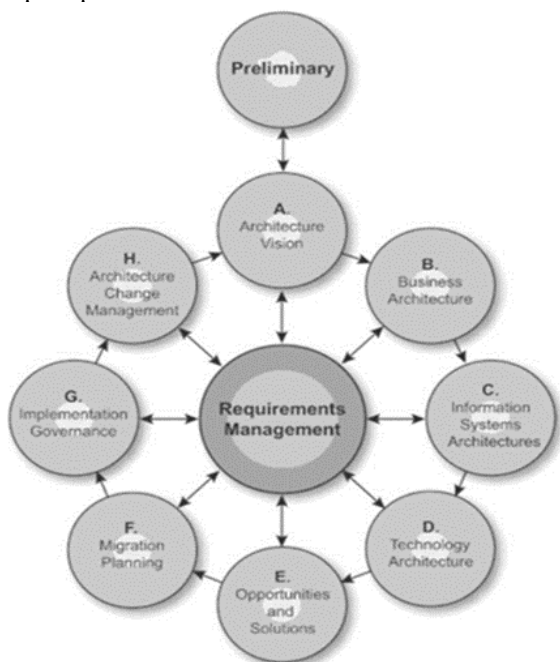 Preliminary
A.
Architecture
Vision
B.
Business
Architecture
C.
Information
Systems
Architectures
D.
Technology
Architecture
E.
Opportunities
and
Solutions
F.
Migration
Planning
G.
Implementation
Governance
H.
Architecture
Change
Management
Requirements
Management